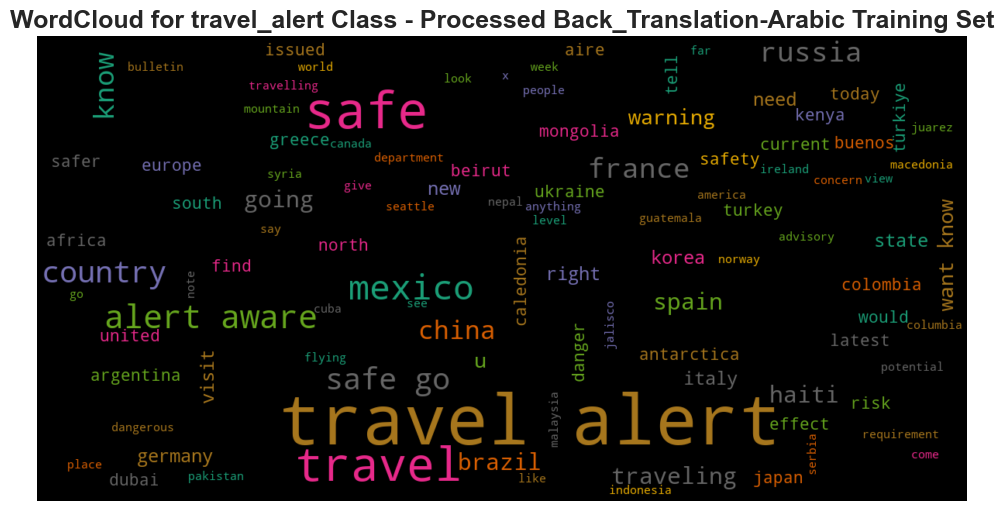 WordCloud for travel_alert Class - Processed Back_Translation-Arabic Training Set
issued
aire
far
russia
know
bulletin
world
travelling
look
week
x
people
tell
mountain
safe
need
today
türkiye
warning
kenya
juarez
mongolia
greece
canada
current
buenos
safer
europe
department
beirut
france
safety
ireland
macedonia
syria
give
new
ukraine
concern
view
south
going
seattle
nepal
anything
america
level
guatemala
turkey
want know
say
africa
north
advisory
state
country
find
note
mexico
caledonia
right
korea
norway
colombia
go
cuba
see
spain
alert aware
china
jalisco
would
columbia
united
danger
latest
flying
u
antarctica
argentina
visit
safe go
italy
potential
haiti
risk
travel alert
malaysia
effect
dangerous
requirement
serbia
place
germany
travel
brazil
come
dubai
pakistan
like
traveling
japan
indonesia